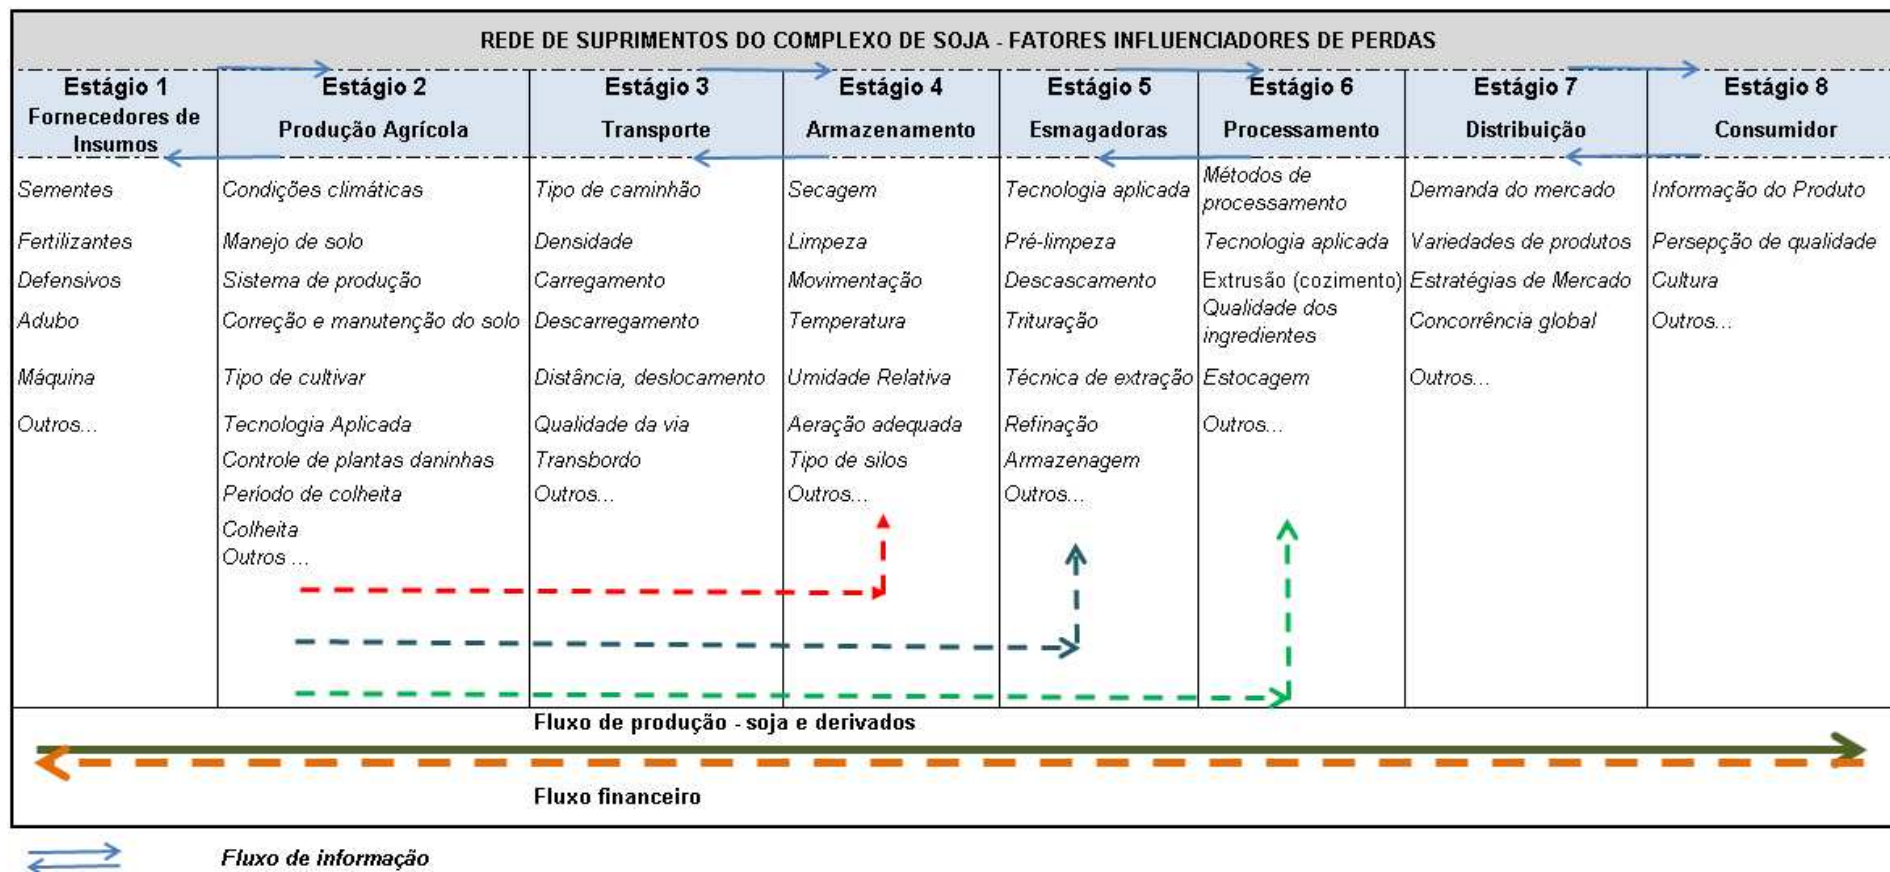 REDE DE SUPRIMENTOS DO COMPLEXO DE SOJA - FATORES INFLUENCIADORES DE PERDAS
Estágio 1
Fornecedores de
Insumos
Sementes
Fertilizantes
Defensivos
Adubo
Máquina
Outros...
Estágio 2
Produção Agrícola
Condições climáticas
Manejo de solo
Sistema de produção
Correção e manutenção do solo
Tipo de cultivar
Tecnologia Aplicada
Controle de plantas daninhas
Período de colheita
Colheita
Outros ...
Estágio 3
Transporte
Tipo de caminhão
Densidade
Carregamento
Descarregamento
Distância, deslocamento
Qualidade da via
Transbordo
Outros...
Estágio 4
Armazenamento
Secagem
Limpeza
Movimentação
Temperatura
Umidade Relativa
Aeração adequada
Tipo de silos
Outros...
Estágio 5
Esmagadoras
Tecnologia aplicada
Pré-limpeza
Descascamento
Trituração
Técnica de extração
Refinação
Armazenagem
Outros...
Estágio 6
Processamento
Métodos de
processamento
Tecnologia aplicada
Extrusão (cozimento)
Qualidade dos
ingredientes
Estocagem
Outros...
Estágio 7
Distribuição
Demanda do mercado
Variedades de produtos
Estratégias de Mercado
Concorrência global
Outros...
Estágio 8
Consumidor
Informação do Produto
Persepção de qualidade
Cultura
Outros...
Fluxo de produção - soja e derivados
Fluxo financeiro
Fluxo de informação